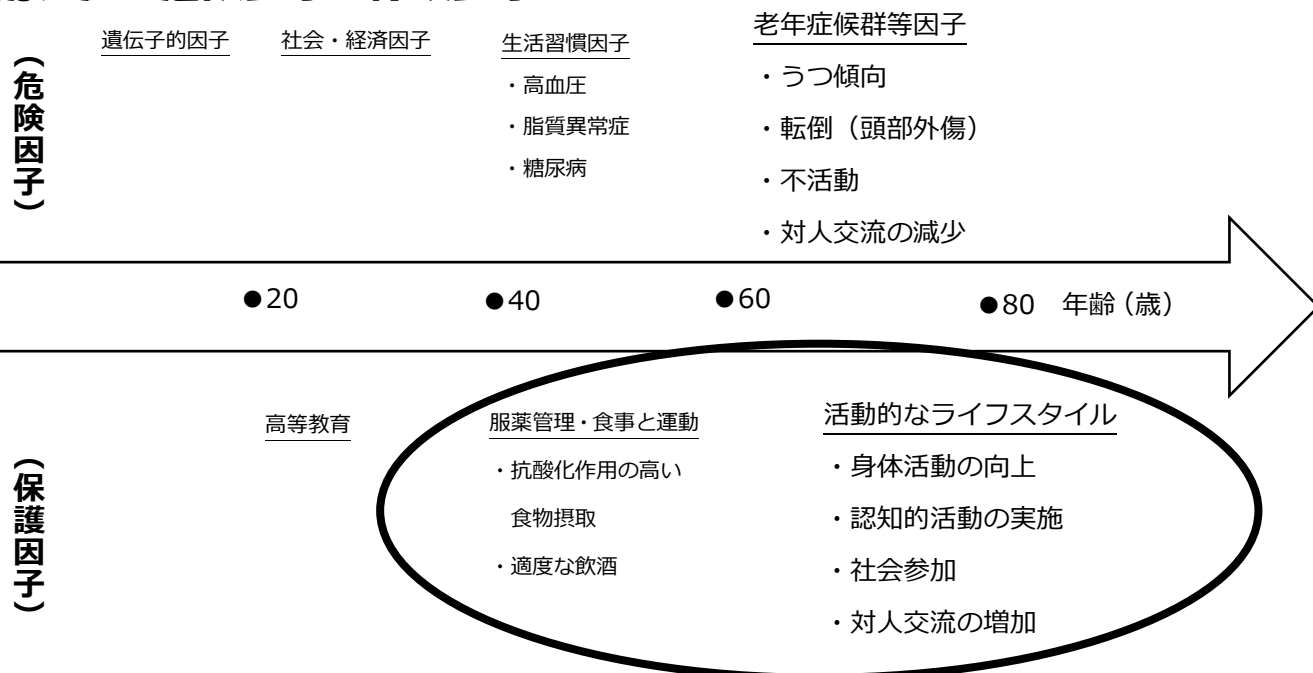 (危険因子)
遺伝子的因子
社会・経済因子
生活習慣因子
・高血圧
・脂質異常症
・糖尿病
老年症候群等因子
・うつ傾向
・転倒（頭部外傷）
・不活動
・対人交流の減少
●20 ●40 ●60 ●80 年齢（歳）
(保護因子)
高等教育
服薬管理・食事と運動
・抗酸化作用の高い
食物摂取
・適度な飲酒
活動的なライフスタイル
・身体活動の向上
・認知的活動の実施
・社会参加
・対人交流の増加